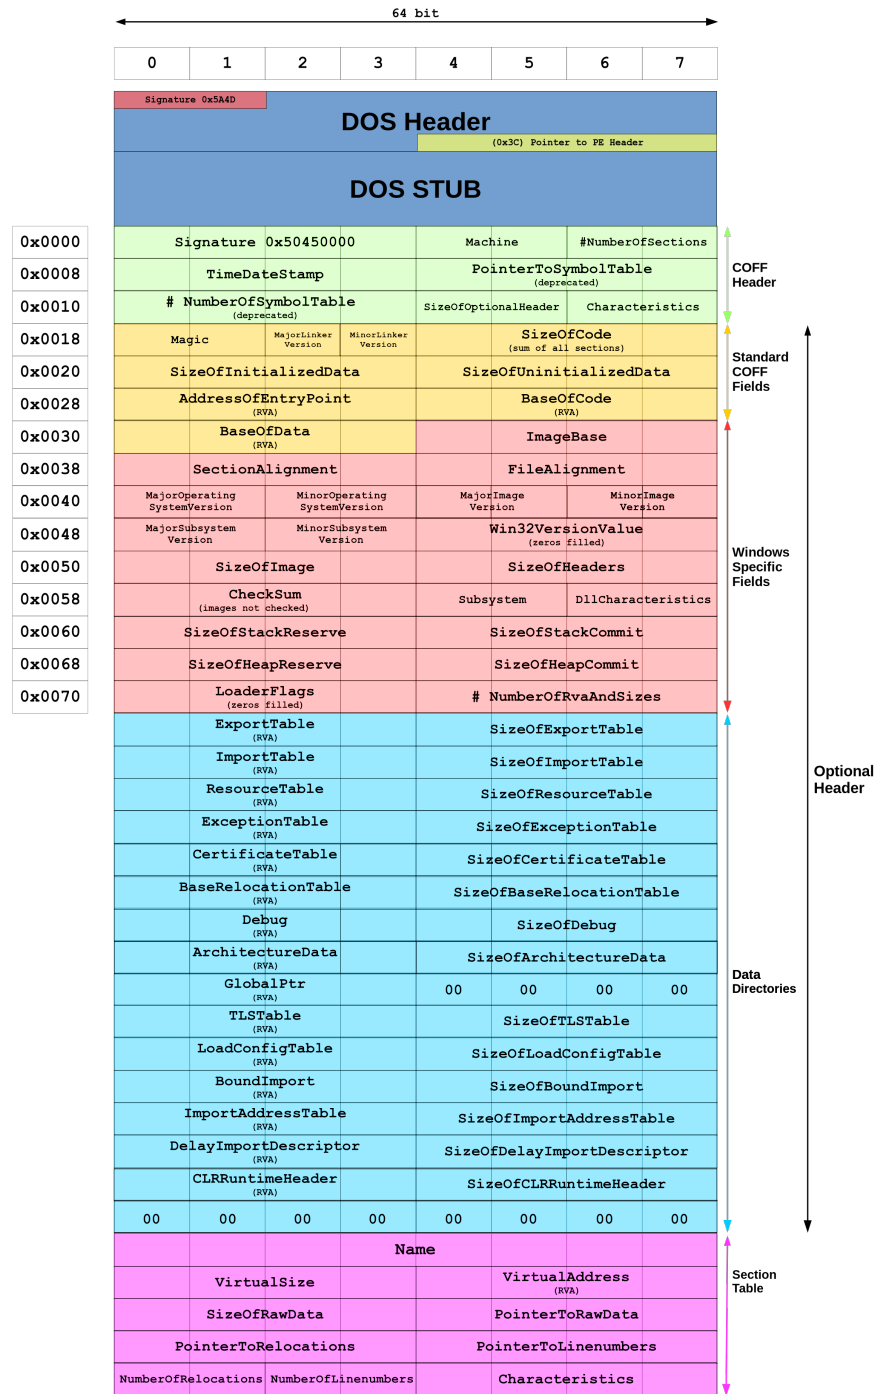 64 bit
0 1 2 3 4 5 6 7
Signature 0x5A4D
DOS Header
(0x3C) Pointer to PE Header
DOS STUB
0x0000 Signature 0x50450000 Machine #NumberOfSections
0x0008 TimeDateStamp PointerToSymbolTable
(deprecated)
COFF
Header
0x0010 # NumberOfSymbolTable
(deprecated)
SizeOfOptionalHeader Characteristics
0x0018 Magic MajorLinker
Version
MinorLinker
Version
SizeOfCode
(sum of all sections)
0x0020 SizeOfInitializedData SizeOfUninitializedData
Standard
COFF
Fields
0x0028 AddressOfEntryPoint
(RVA)
BaseOfCode
(RVA)
0x0030 BaseOfData
(RVA)
ImageBase
0x0038 SectionAlignment FileAlignment
0x0040 MajorOperating
SystemVersion
MinorOperating
SystemVersion
MajorImage
Version
MinorImage
Version
0x0048 MajorSubsystem
Version
MinorSubsystem
Version
Win32VersionValue
(zeros filled)
0x0050 SizeOfImage SizeOfHeaders
Windows
Specific
Fields
0x0058 CheckSum
(images not checked)
Subsystem DllCharacteristics
0x0060 SizeOfStackReserve SizeOfStackCommit
0x0068 SizeOfHeapReserve SizeOfHeapCommit
0x0070 LoaderFlags
(zeros filled)
# NumberOfRvaAndSizes
ExportTable
(RVA)
SizeOfExportTable
ImportTable
(RVA)
SizeOfImportTable
Optional
Header
ResourceTable
(RVA)
SizeOfResourceTable
ExceptionTable
(RVA)
SizeOfExceptionTable
CertificateTable
(RVA)
SizeOfCertificateTable
BaseRelocationTable
(RVA)
SizeOfBaseRelocationTable
Debug
(RVA)
SizeOfDebug
ArchitectureData
(RVA)
SizeOfArchitectureData
Data
Directories
GlobalPtr
(RVA)
00 00 00 00
TLSTable
(RVA)
SizeOfTLSTable
LoadConfigTable
(RVA)
SizeOfLoadConfigTable
BoundImport
(RVA)
SizeOfBoundImport
ImportAddressTable
(RVA)
SizeOfImportAddressTable
DelayImportDescriptor
(RVA)
SizeOfDelayImportDescriptor
CLRRuntimeHeader
(RVA)
SizeOfCLRRuntimeHeader
00 00 00 00 00 00 00 00
Name
Section
Table
VirtualSize VirtualAddress
(RVA)
SizeOfRawData PointerToRawData
PointerToRelocations PointerToLinenumbers
NumberOfRelocations NumberOfLinenumbers Characteristics